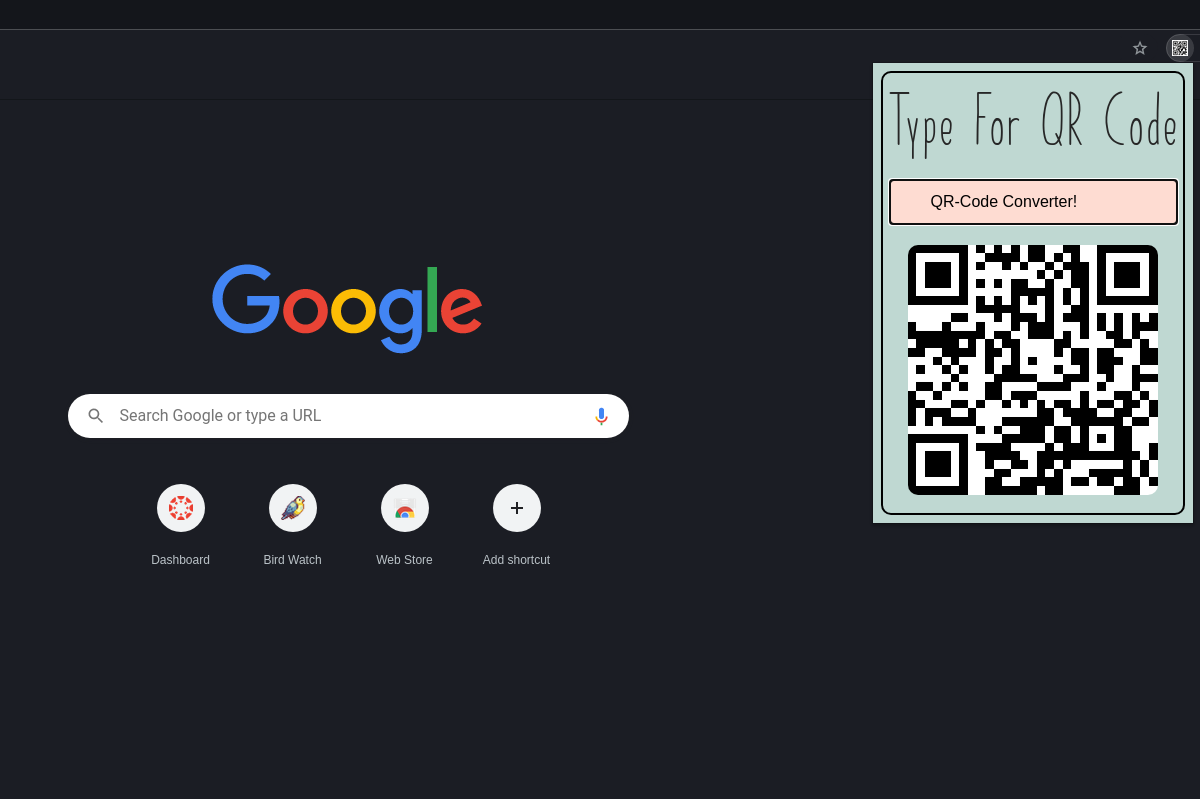 Type For QR Code
QR-Code Converter!
Google
Search Google or type a URL
Dashboard
Bird Watch
Web Store
Add shortcut